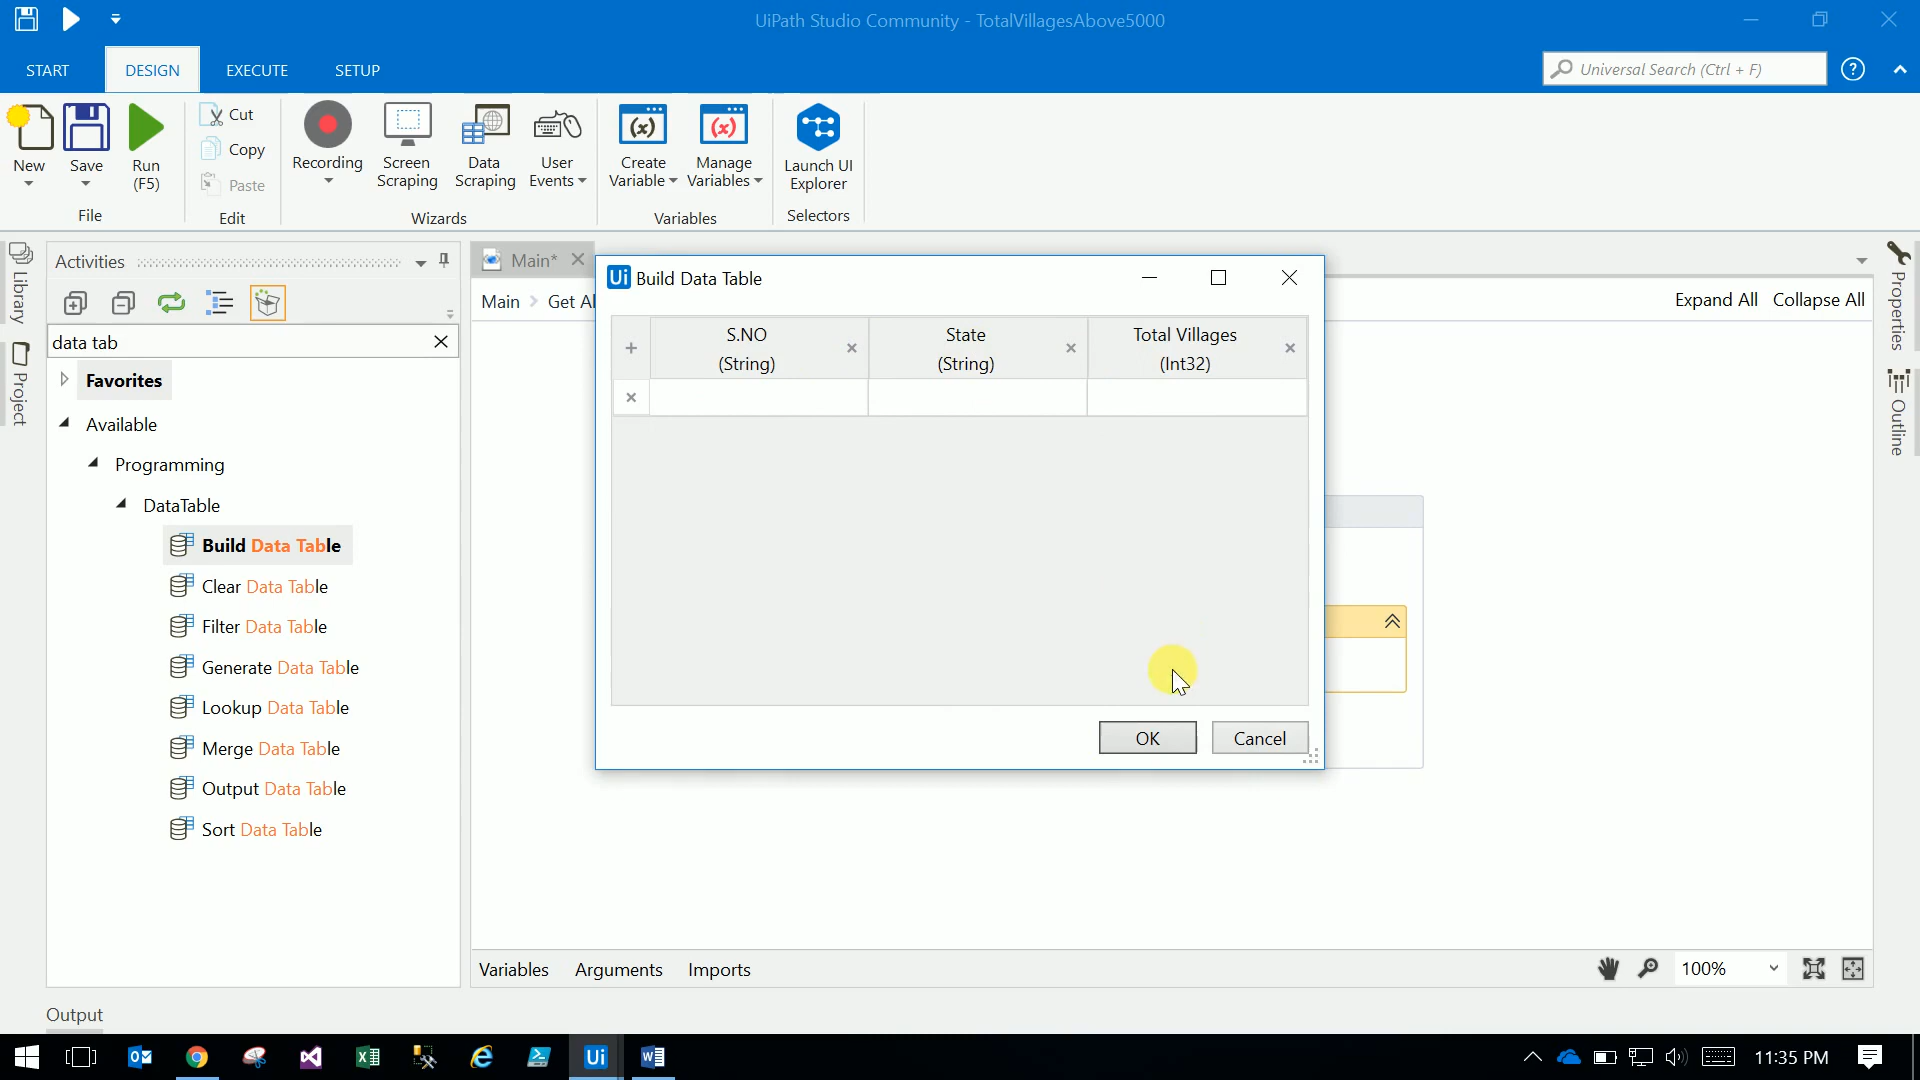 UiPath Studio Community - TotalVillagesAbove5000
START
DESIGN
EXECUTE
SETUP
Universal Search (Ctrl + F)
New
Save
Run
(F5)
File
Cut
Copy
Paste
Edit
Recording
Screen
Scraping
Data
Scraping
User
Events
Wizards
Create
Variable
Manage
Variables
Variables
Launch UI
Explorer
Selectors
Library
Project
Activities
data tab
Favorites
Available
Programming
DataTable
Build Data Table
Clear Data Table
Filter Data Table
Generate Data Table
Lookup Data Table
Merge Data Table
Output Data Table
Sort Data Table
Main*
Main
Get Al
Expand All
Collapse All
Ui Build Data Table
S.NO
(String)
State
(String)
Total Villages
(Int32)
OK
Cancel
Properties
Outline
Variables
Arguments
Imports
100%
Output
Ui
11:35 PM